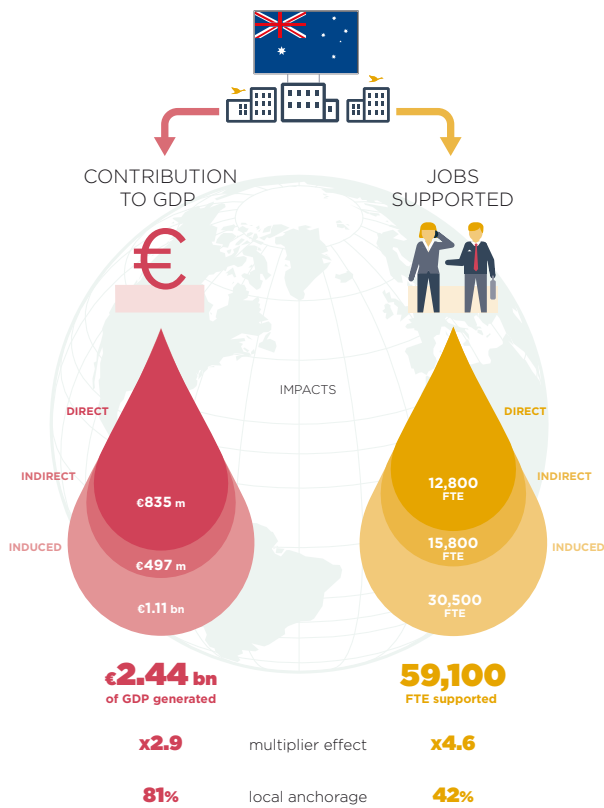 CONTRIBUTION
TO GDP
JOBS
SUPPORTED
€
IMPACTS
DIRECT
INDIRECT
INDUCED
€835 m
€497 m
€1.11 bn
DIRECT
INDIRECT
INDUCED
12,800
FTE
15,800
FTE
30,500
FTE
€2.44 bn
of GDP generated
59,100
FTE supported
x2.9 multiplier effect x4.6
81% local anchorage 42%